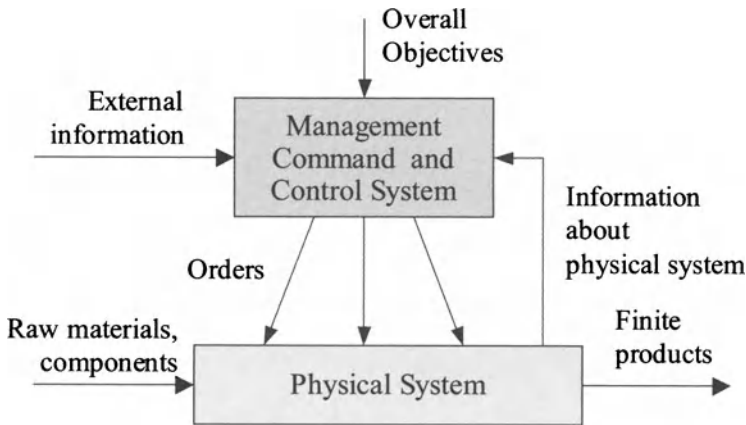 Overall
Objectives
External
information
Management
Command and
Control System
Information
about
physical system
Orders
Raw materials,
components
Finite
products
Physical System